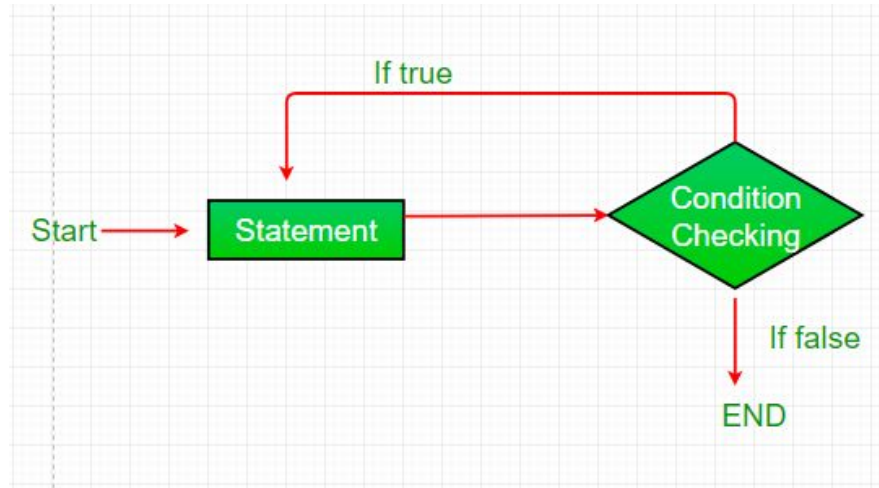 If true
Start
Statement
Condition
Checking
If false
END